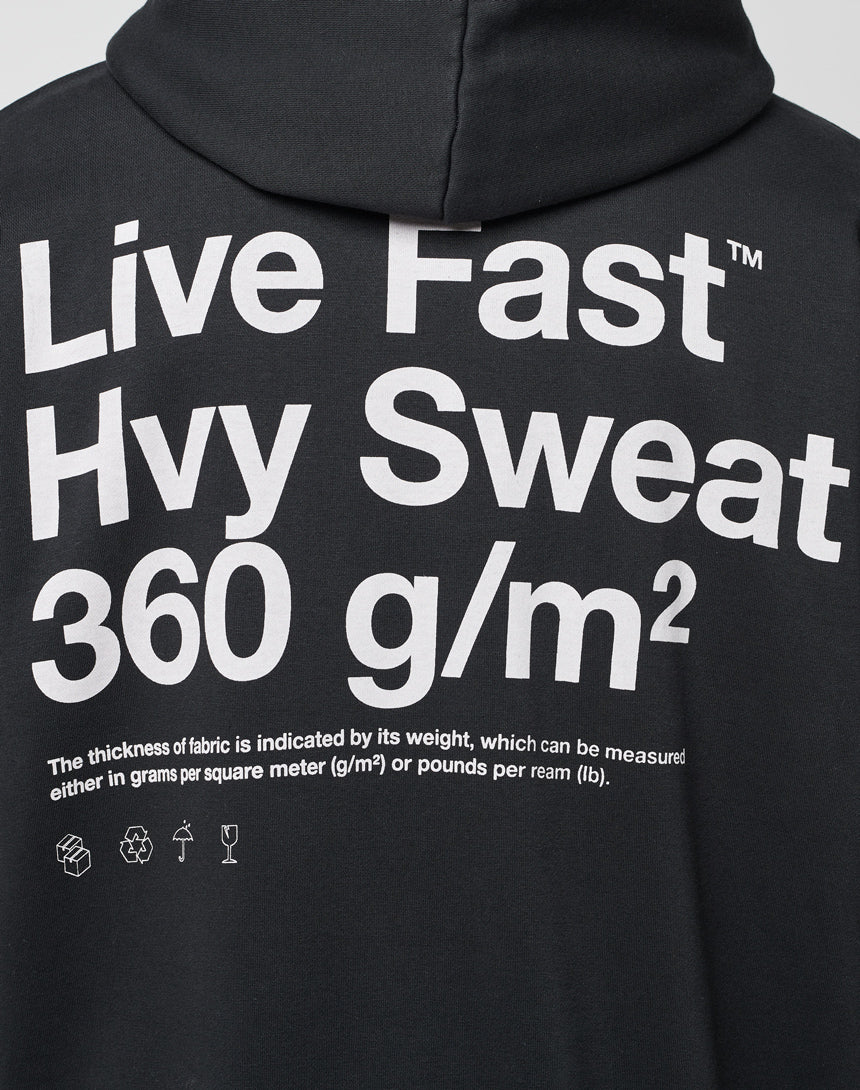 Live Fast™
Hvy Sweat
360 g/m²
The thickness of fabric is indicated by its weight, which can be measured
either in grams per square meter (g/m²) or pounds per ream (lb).